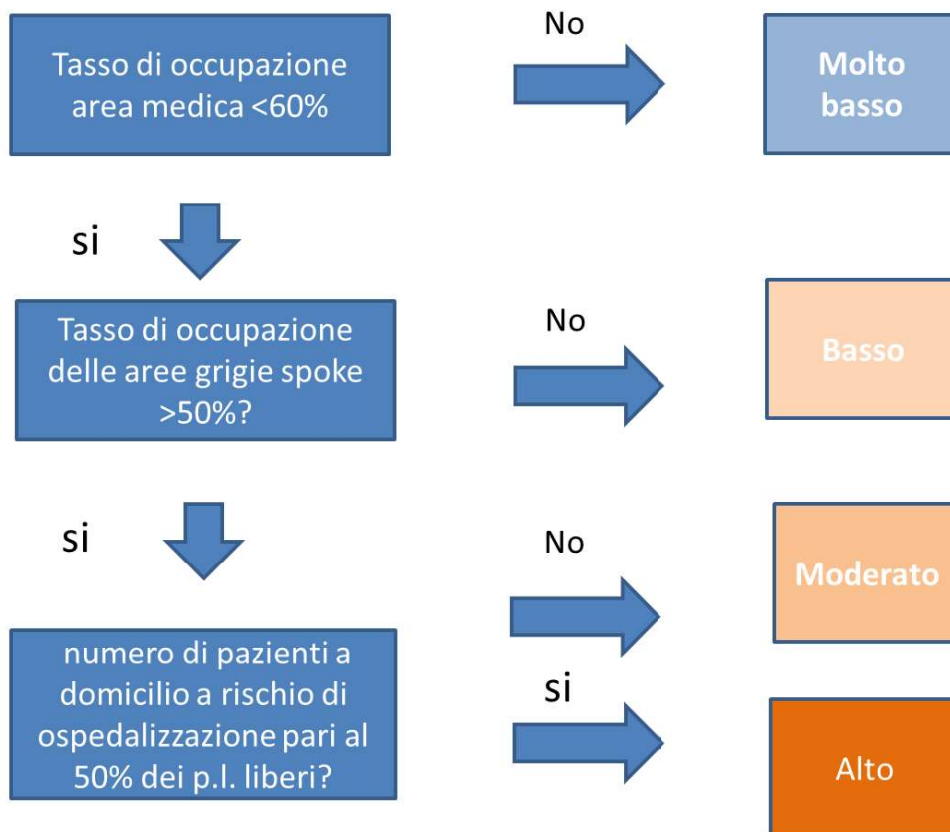 Tasso di occupazione
area medica <60%
No
Molto
basso
si
Tasso di occupazione
delle aree grigie spoke
>50%?
No
Basso
si
numero di pazienti a
domicilio a rischio di
ospedalizzazione pari al
50% dei p.l. liberi?
No
Moderato
si
Alto